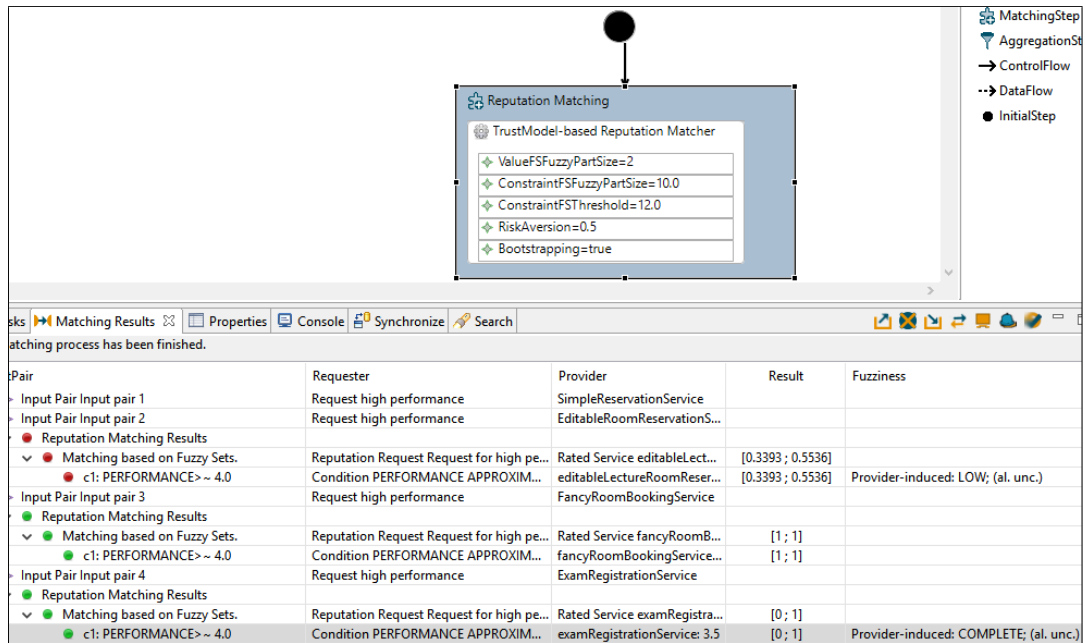 MatchingStep
AggregationSt
ControlFlow
DataFlow
InitialStep
Reputation Matching
TrustModel-based Reputation Matcher
ValueFSFuzzyPartSize=2
ConstraintFSFuzzyPartSize=10.0
ConstraintFSThreshold=12.0
RiskAversion=0.5
Bootstrapping=true
sks Matching Results Properties Console Synchronize Search
atching process has been finished.
tPair Requester Provider Result Fuzziness
Input Pair Input pair 1 Request high performance SimpleReservationService
Input Pair Input pair 2 Request high performance EditableRoomReservationS...
Reputation Matching Results
Matching based on Fuzzy Sets. Reputation Request Request for high pe... Rated Service editableLect... [0.3393 ; 0.5536]
c1: PERFORMANCE>~ 4.0 Condition PERFORMANCE APPROXIM... editableLectureRoomReser... [0.3393 ; 0.5536] Provider-induced: LOW; (al. unc.)
Input Pair Input pair 3 Request high performance FancyRoomBookingService
Reputation Matching Results
Matching based on Fuzzy Sets. Reputation Request Request for high pe... Rated Service fancyRoomB... [1 ; 1]
c1: PERFORMANCE>~ 4.0 Condition PERFORMANCE APPROXIM... fancyRoomBookingService... [1 ; 1]
Input Pair Input pair 4 Request high performance ExamRegistrationService
Reputation Matching Results
Matching based on Fuzzy Sets. Reputation Request Request for high pe... Rated Service examRegistra... [0 ; 1]
c1: PERFORMANCE>~ 4.0 Condition PERFORMANCE APPROXIM... examRegistrationService: 3.5 [0 ; 1] Provider-induced: COMPLETE; (al. unc.)